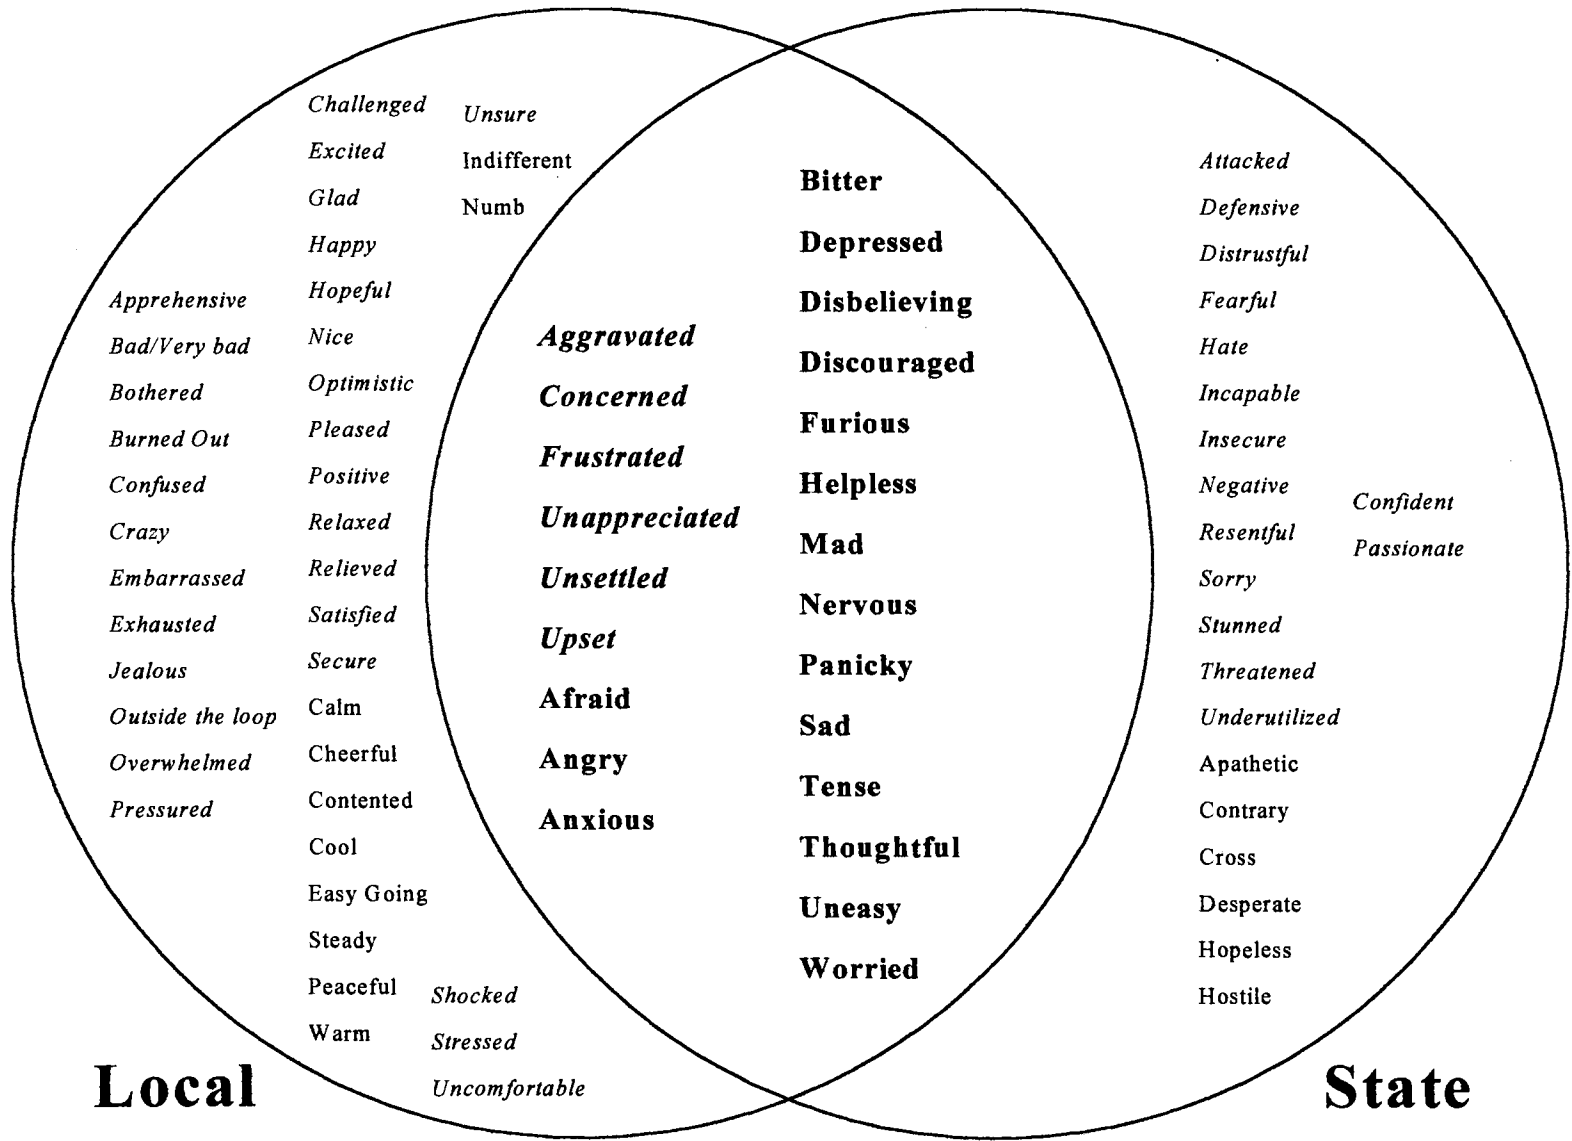 Challenged
Excited
Glad
Happy
Hopeful
Nice
Optimistic
Pleased
Positive
Relaxed
Relieved
Satisfied
Secure
Calm
Cheerful
Contented
Cool
Easy Going
Steady
Peaceful
Warm
Unsure
Indifferent
Numb
Apprehensive
Bad/Very bad
Bothered
Burned Out
Confused
Crazy
Embarrassed
Exhausted
Jealous
Outside the loop
Overwhelmed
Pressured
Shocked
Stressed
Uncomfortable
Aggravated
Concerned
Frustrated
Unappreciated
Unsettled
Upset
Afraid
Angry
Anxious
Bitter
Depressed
Disbelieving
Discouraged
Furious
Helpless
Mad
Nervous
Panicky
Sad
Tense
Thoughtful
Uneasy
Worried
Attacked
Defensive
Distrustful
Fearful
Hate
Incapable
Insecure
Negative
Resentful
Sorry
Stunned
Threatened
Underutilized
Apathetic
Contrary
Cross
Desperate
Hopeless
Hostile
Confident
Passionate
Local
State